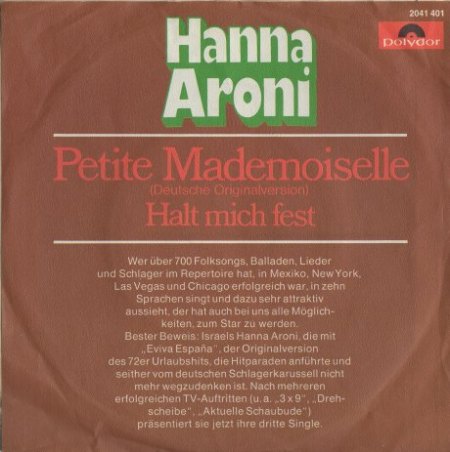 2041 401
polydor
Hanna
Aroni
Petite Mademoiselle
(Deutsche Originalversion)
Halt mich fest
Wer über 700 Folksongs, Balladen, Lieder
und Schlager im Repertoire hat, in Mexiko, New York,
Las Vegas und Chicago erfolgreich war, in zehn
Sprachen singt und dazu sehr attraktiv
aussieht, der hat auch bei uns alle Möglich-
keiten, zum Star zu werden.
Bester Beweis: Israels Hanna Aroni, die mit
„Eviva España“, der Originalversion
des 72er Urlaubshits, die Hitparaden anführte und
seither vom deutschen Schlagerkarussell nicht
mehr wegzudenken ist. Nach mehreren
erfolgreichen TV-Auftritten (u. a. „3 x 9“, „Dreh-
scheibe“, „Aktuelle Schaubude“)
präsentiert sie jetzt ihre dritte Single.